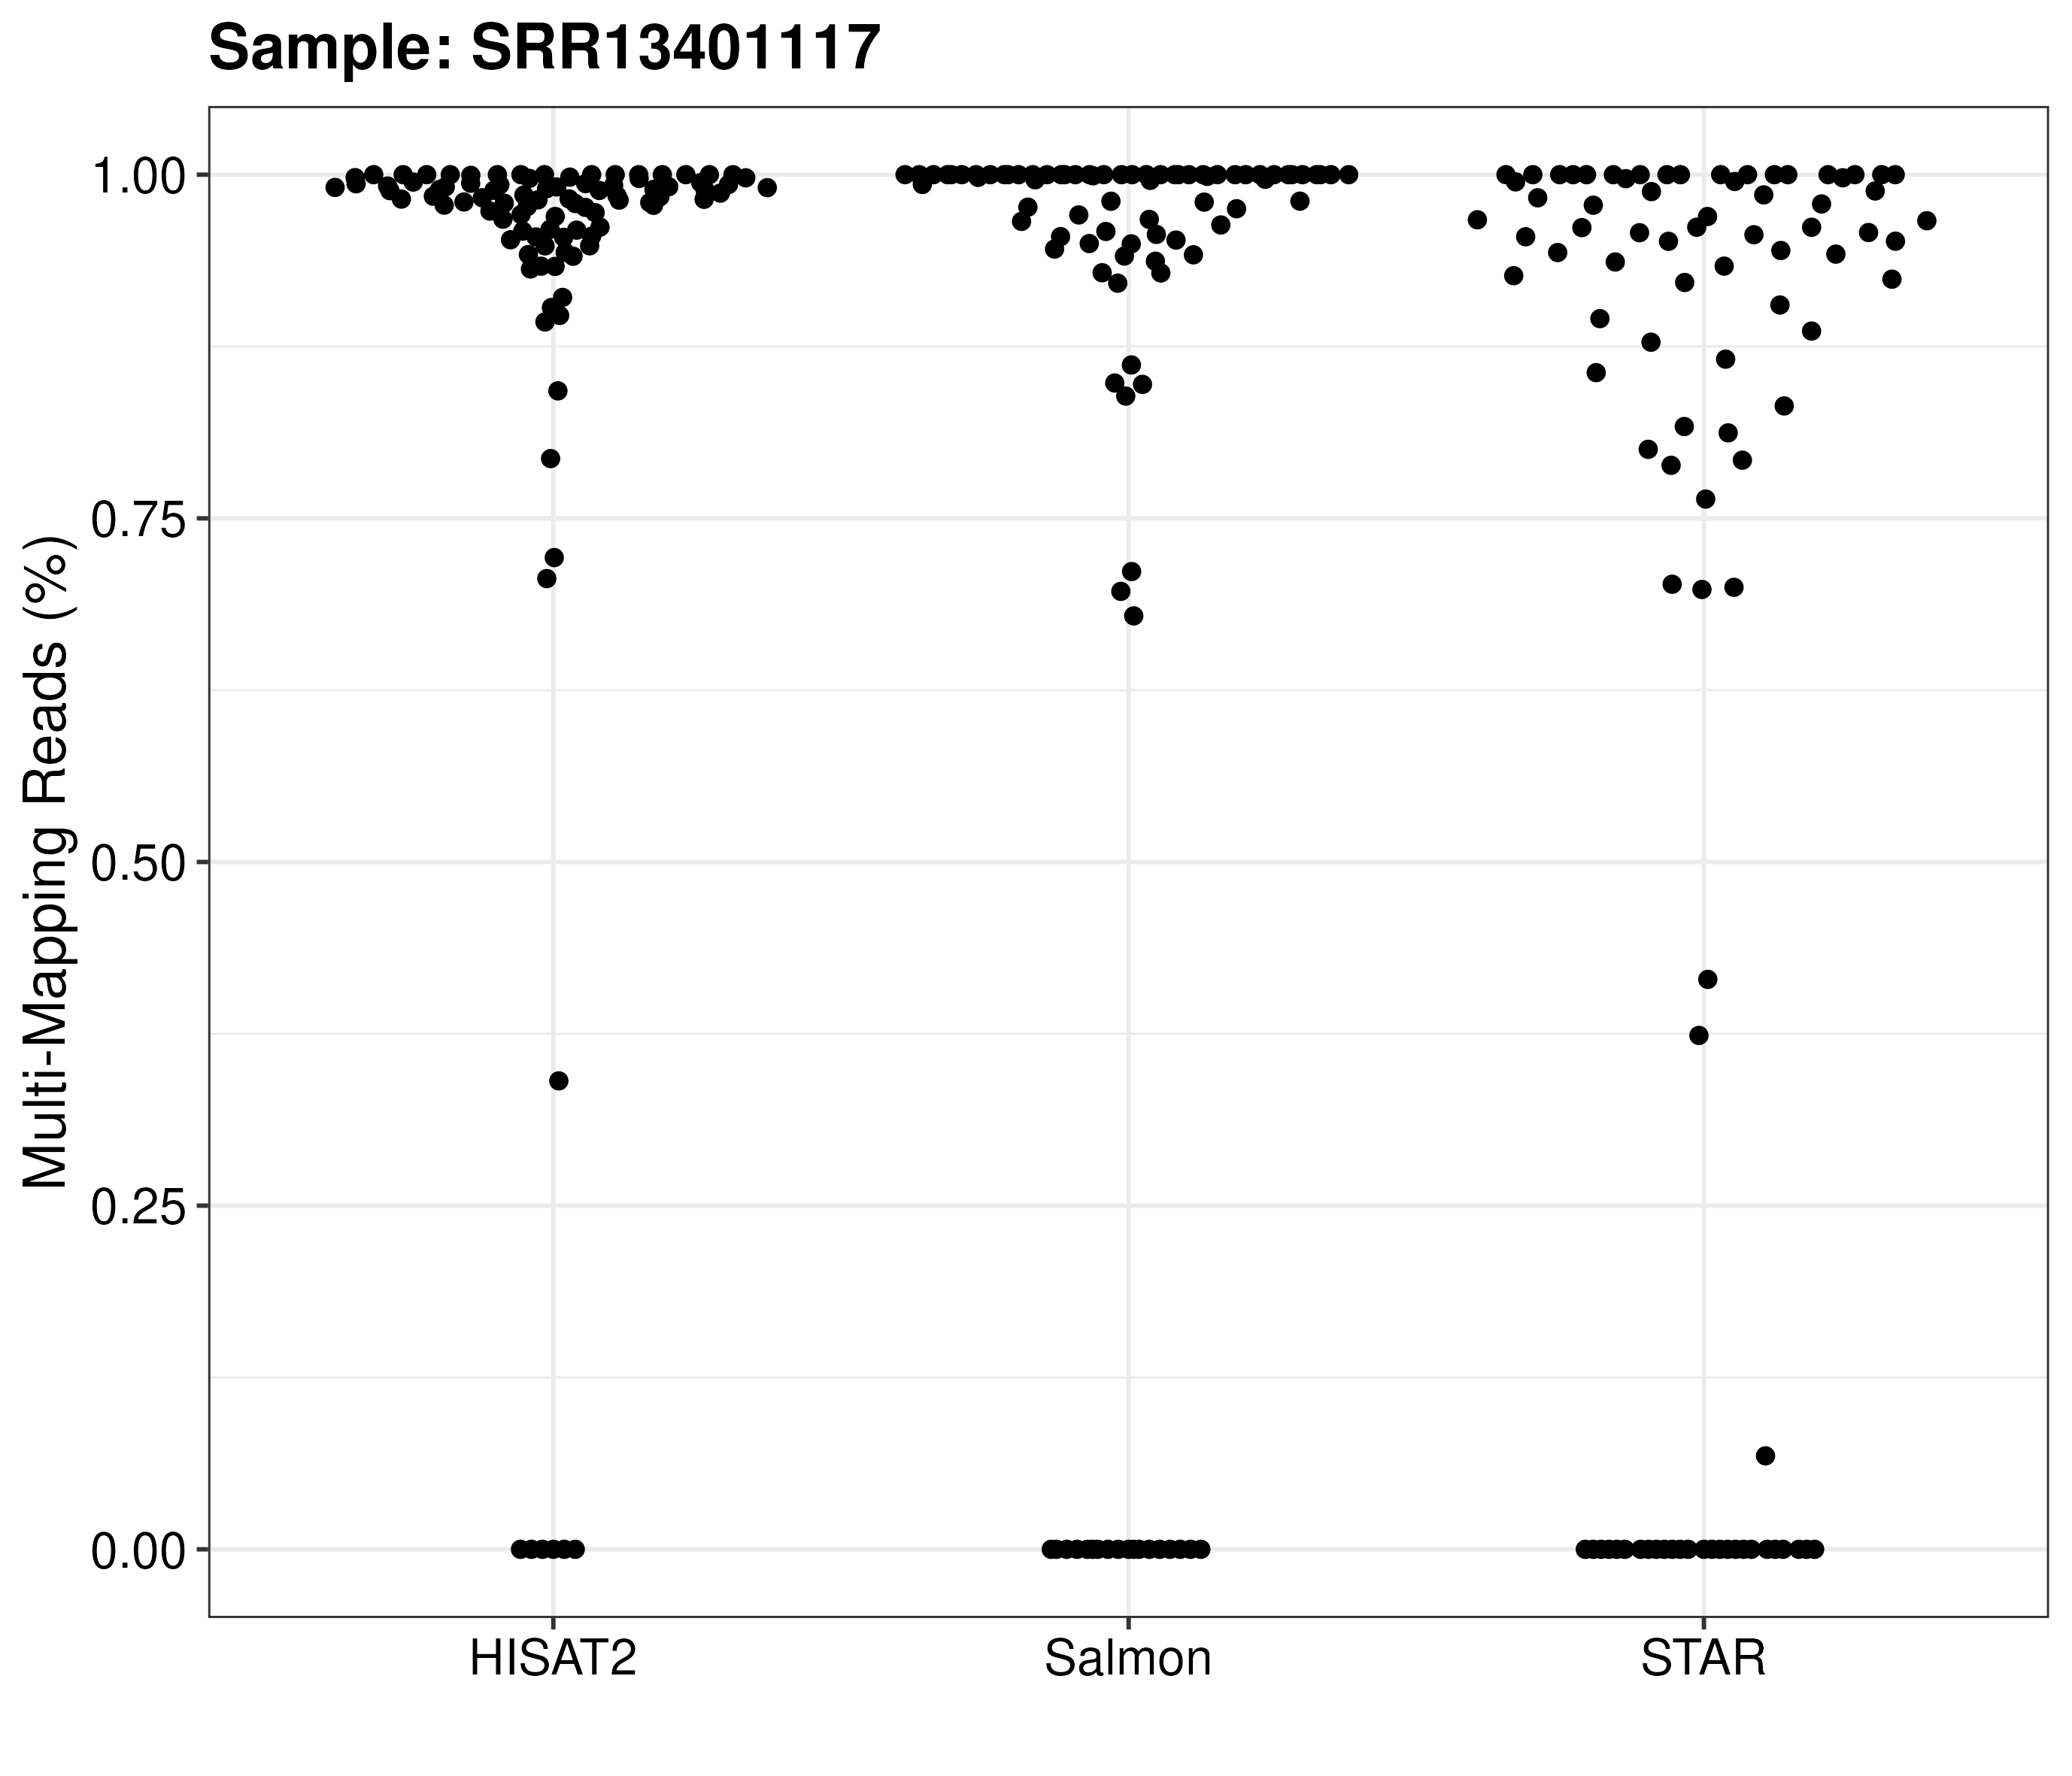 Sample: SRR13401117
Multi-Mapping Reads (%)
1.00
0.75
0.50
0.25
0.00
HISAT2
Salmon
STAR